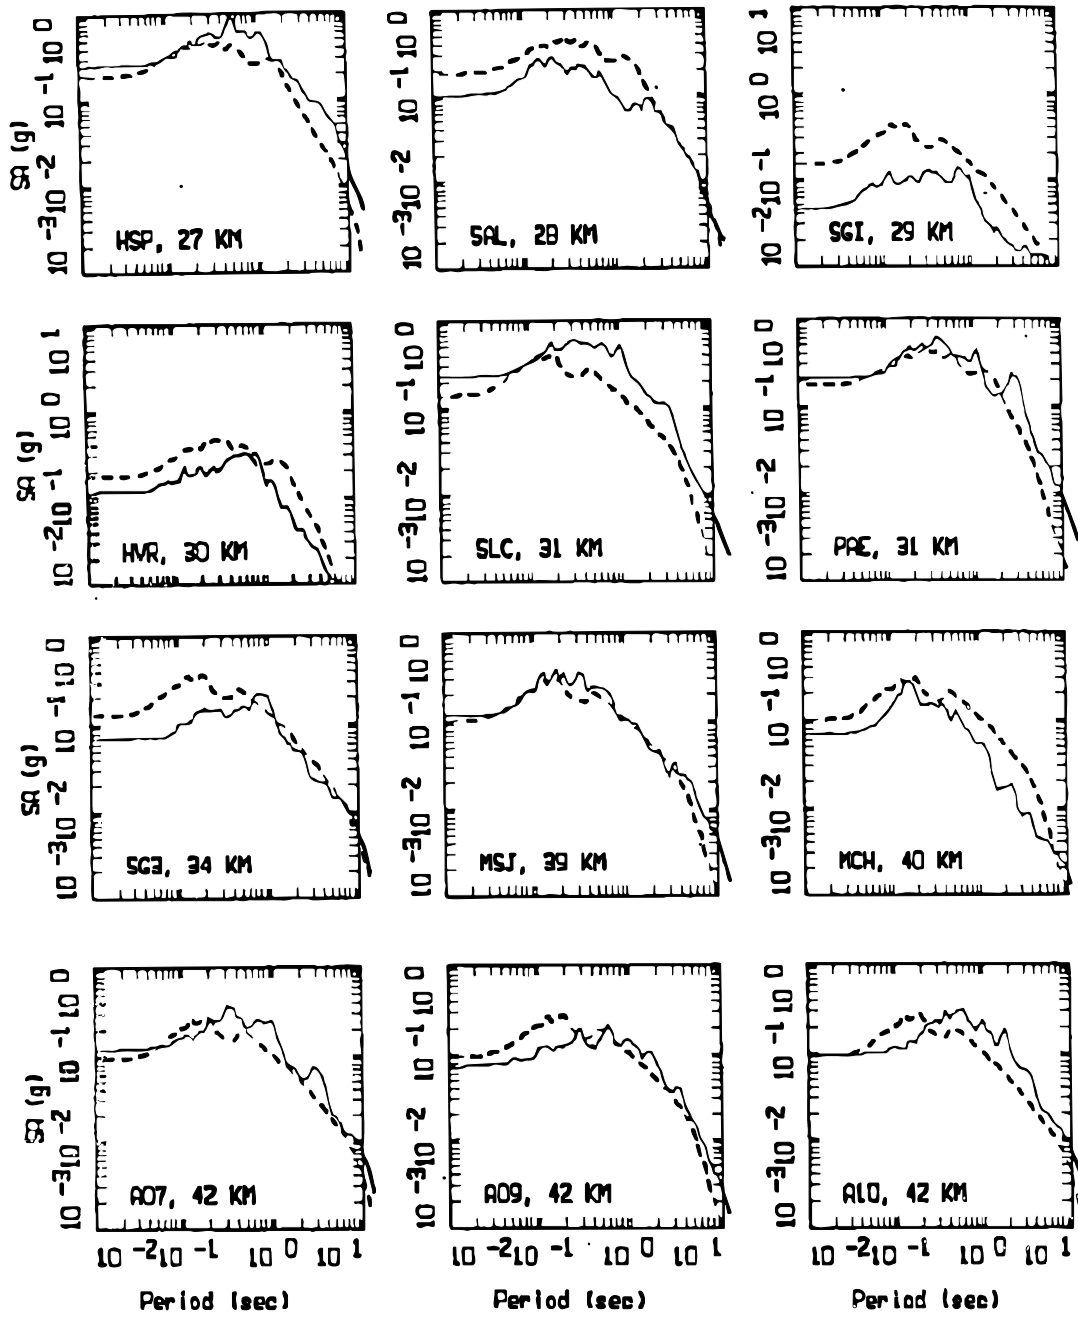 SA (g)
10 -3 10 -2 10 -1 10 0
HSP, 27 KM
10 -3 10 -2 10 -1 10 0
SAL, 28 KM
10 -2 10 -1 10 0 10 1
SGI, 29 KM
SA (g)
10 -2 10 -1 10 0 10 1
HVR, 30 KM
10 -3 10 -2 10 -1 10 0
SLC, 31 KM
10 -3 10 -2 10 -1 10 0
PAE, 31 KM
SA (g)
10 -3 10 -2 10 -1 10 0
SG3, 34 KM
10 -3 10 -2 10 -1 10 0
MSJ, 39 KM
10 -3 10 -2 10 -1 10 0
MCH, 40 KM
SA (g)
10 -3 10 -2 10 -1 10 0
A07, 42 KM
10 -3 10 -2 10 -1 10 0
A09, 42 KM
10 -3 10 -2 10 -1 10 0
A10, 42 KM
10 -2 10 -1 10 0 10 1
10 -2 10 -1 10 0 10 1
10 -2 10 -1 10 0 10 1
Period (sec)
Period (sec)
Period (sec)